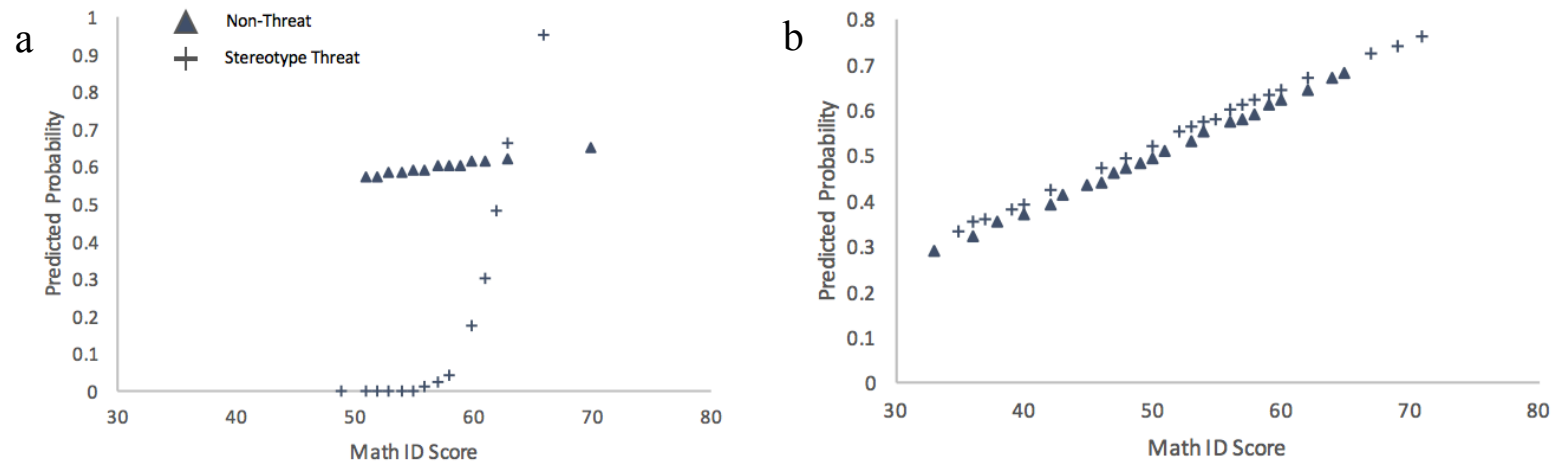 a
Non-Threat
Stereotype Threat
Predicted Probability
1
0.9
0.8
0.7
0.6
0.5
0.4
0.3
0.2
0.1
0
30 40 50 60 70 80
Math ID Score
b
Predicted Probability
0.8
0.7
0.6
0.5
0.4
0.3
0.2
0.1
0
30 40 50 60 70 80
Math ID Score